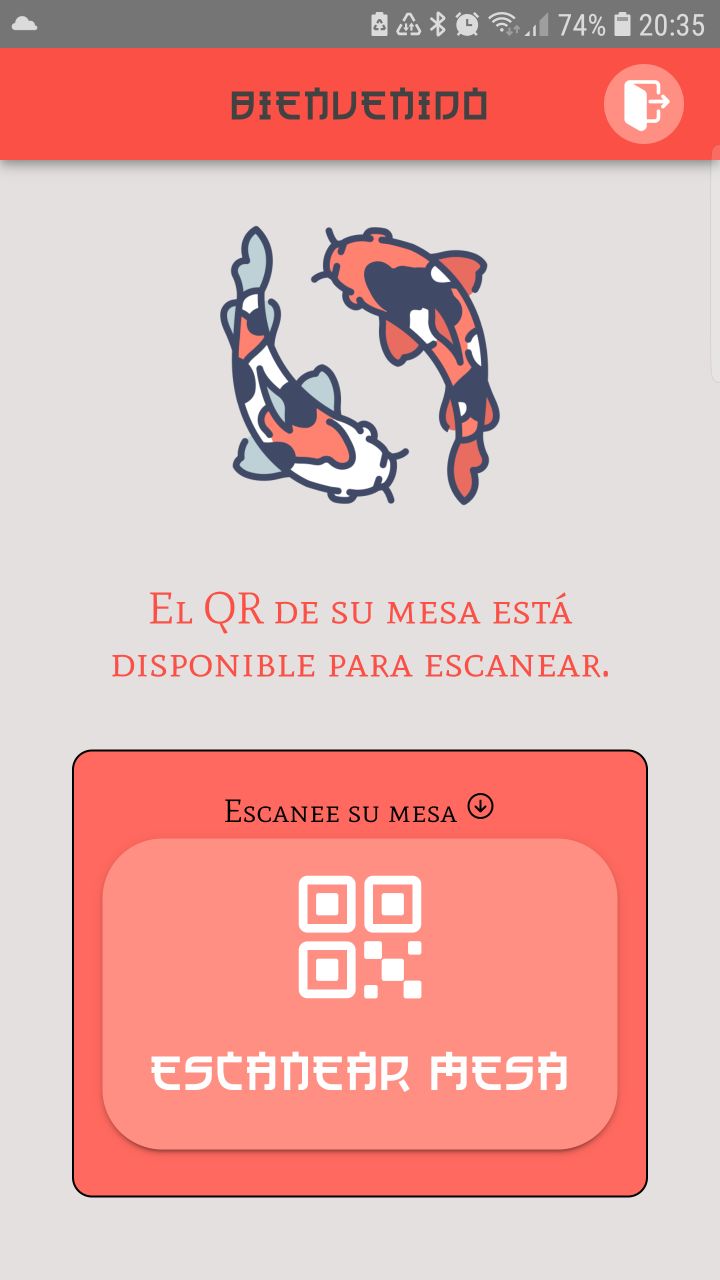 74% 20:35
BIENVENIDO
El QR de su mesa está
disponible para escanear.
Escanee su mesa
ESCANEAR MESA